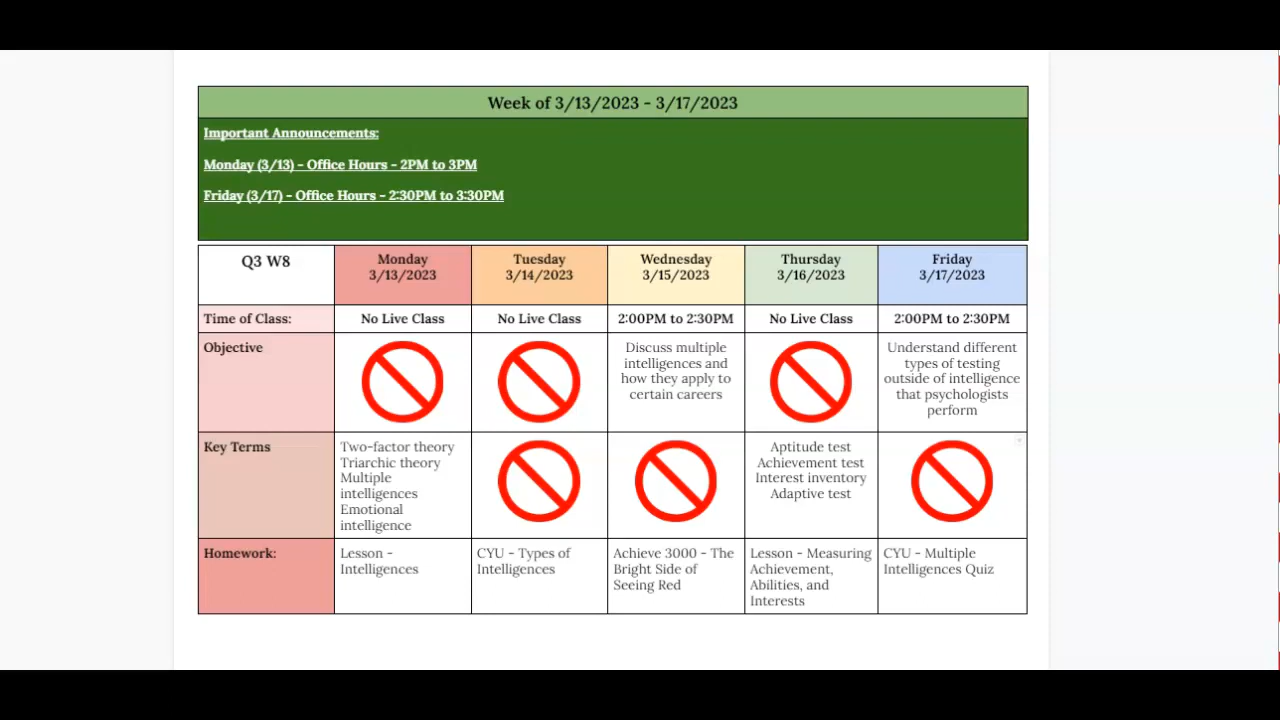 Week of 3/13/2023 - 3/17/2023
Important Announcements:
Monday (3/13) - Office Hours - 2PM to 3PM
Friday (3/17) - Office Hours - 2:30PM to 3:30PM
Q3 W8
Monday
3/13/2023
Tuesday
3/14/2023
Wednesday
3/15/2023
Thursday
3/16/2023
Friday
3/17/2023
Time of Class:
No Live Class
No Live Class
2:00PM to 2:30PM
No Live Class
2:00PM to 2:30PM
Objective
Discuss multiple
intelligences and
how they apply to
certain careers
Understand different
types of testing
outside of intelligence
that psychologists
perform
Key Terms
Two-factor theory
Triarchic theory
Multiple
intelligences
Emotional
intelligence
Aptitude test
Achievement test
Interest inventory
Adaptive test
Homework:
Lesson -
Intelligences
CYU - Types of
Intelligences
Achieve 3000 - The
Bright Side of
Seeing Red
Lesson - Measuring
Achievement,
Abilities, and
Interests
CYU - Multiple
Intelligences Quiz